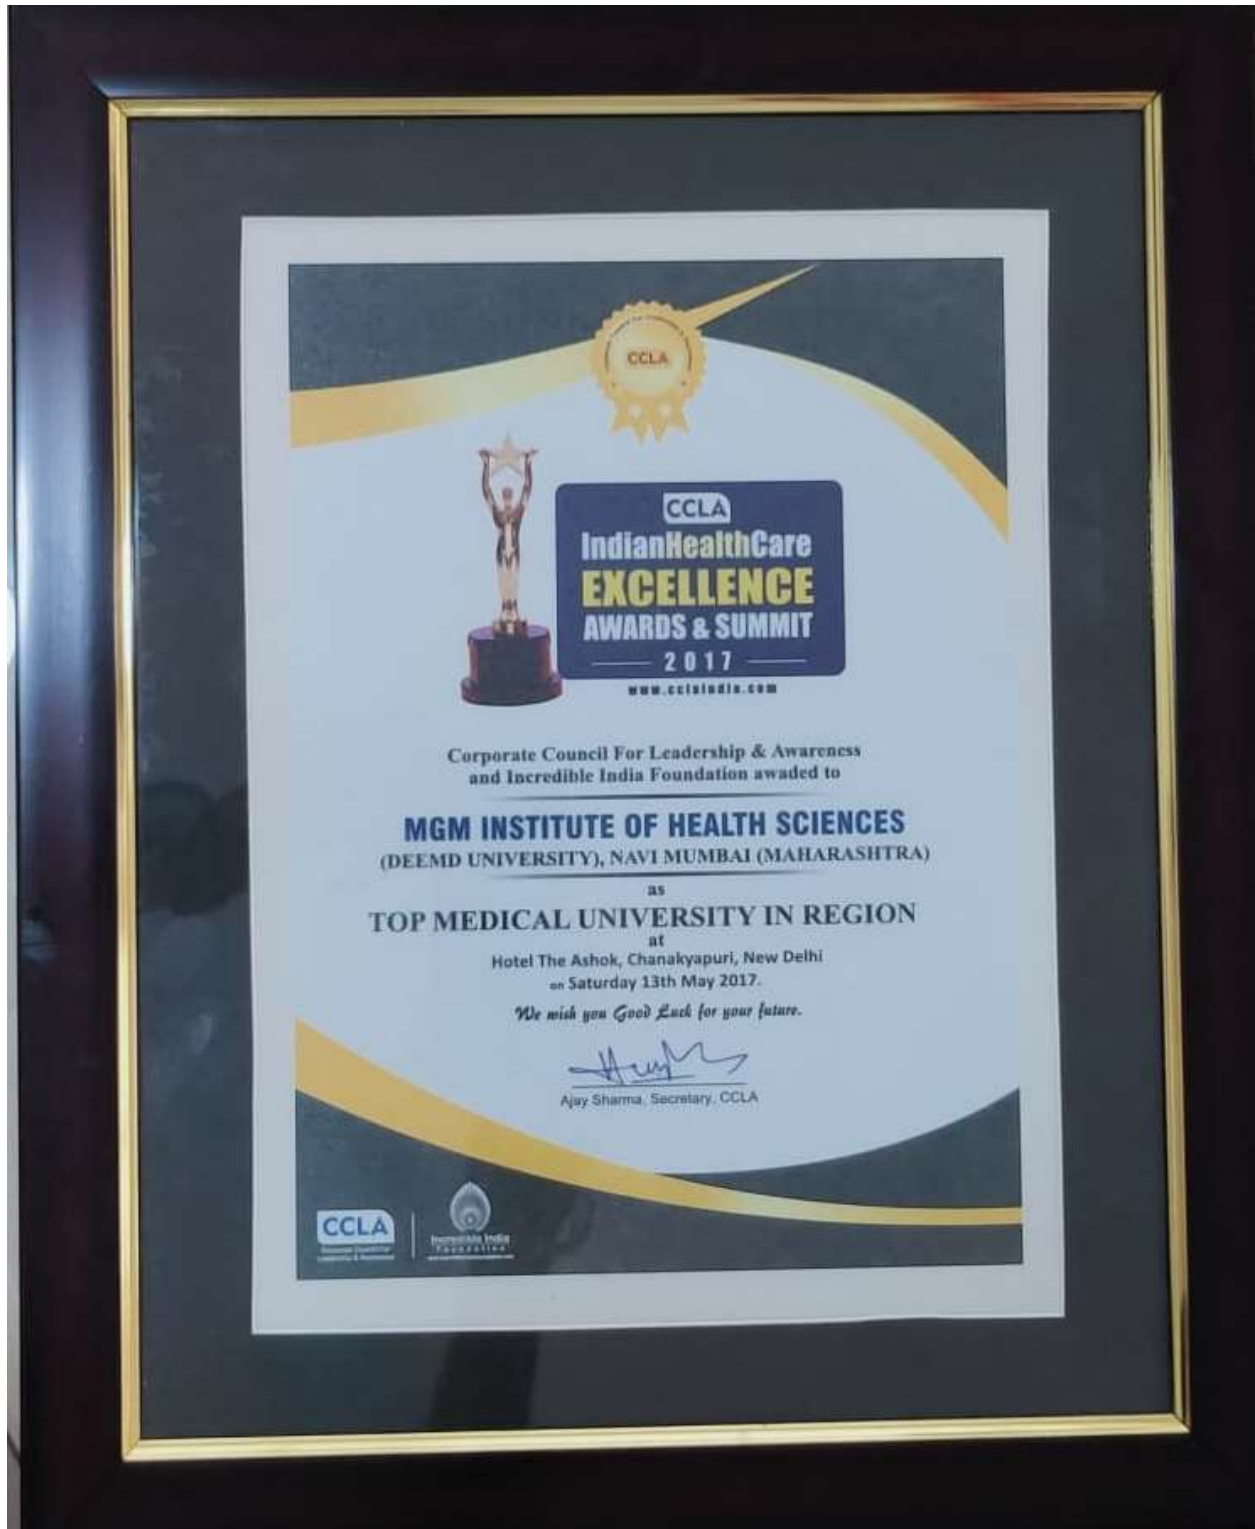 CCLA
CCLA
IndianHealthCare
EXCELLENCE
AWARDS & SUMMIT
2017
www.cclaindia.com
Corporate Council For Leadership & Awareness
and Incredible India Foundation awaded to
MGM INSTITUTE OF HEALTH SCIENCES
(DEEMD UNIVERSITY), NAVI MUMBAI (MAHARASHTRA)
as
TOP MEDICAL UNIVERSITY IN REGION
at
Hotel The Ashok, Chanakyapuri, New Delhi
on Saturday 13th May 2017.
We wish you Good Luck for your future.
Ajay Sharma, Secretary, CCLA
CCLA
Leadership & Awareness
Incredible India
Foundation